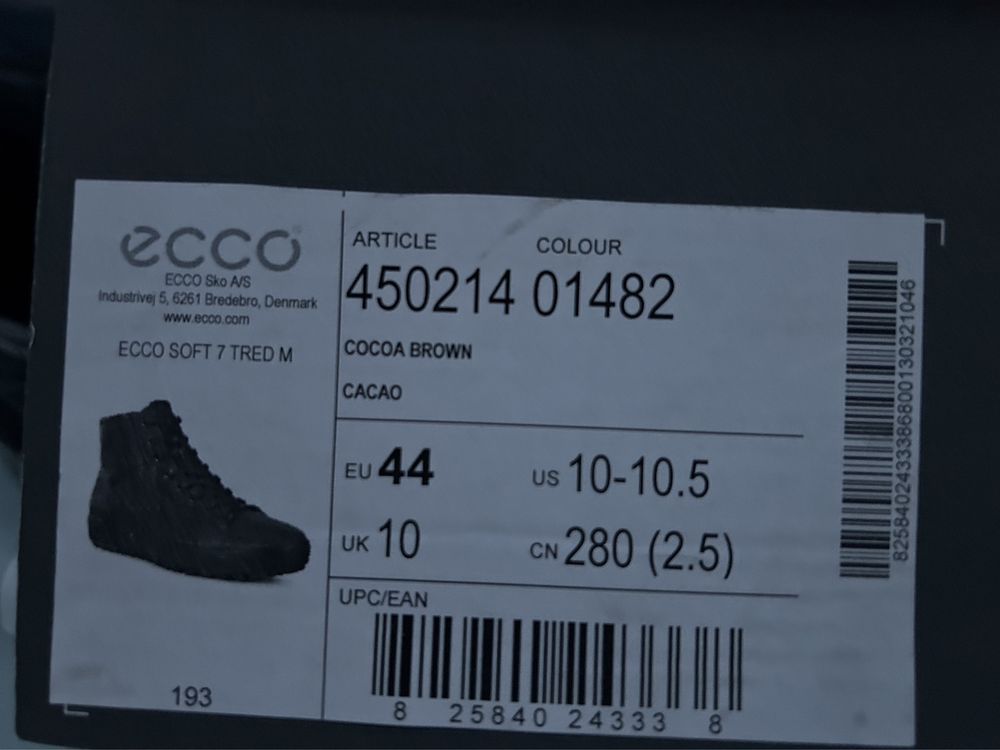 ecco
ECCO Sko A/S
Industrivej 5, 6261 Bredebro, Denmark
www.ecco.com
ECCO SOFT 7 TRED M
193
ARTICLE COLOUR
450214 01482
COCOA BROWN
CACAO
EU 44 US 10-10.5
UK 10 CN 280 (2.5)
UPC/EAN
8 25840 24333 8
825840243338680013032​1046